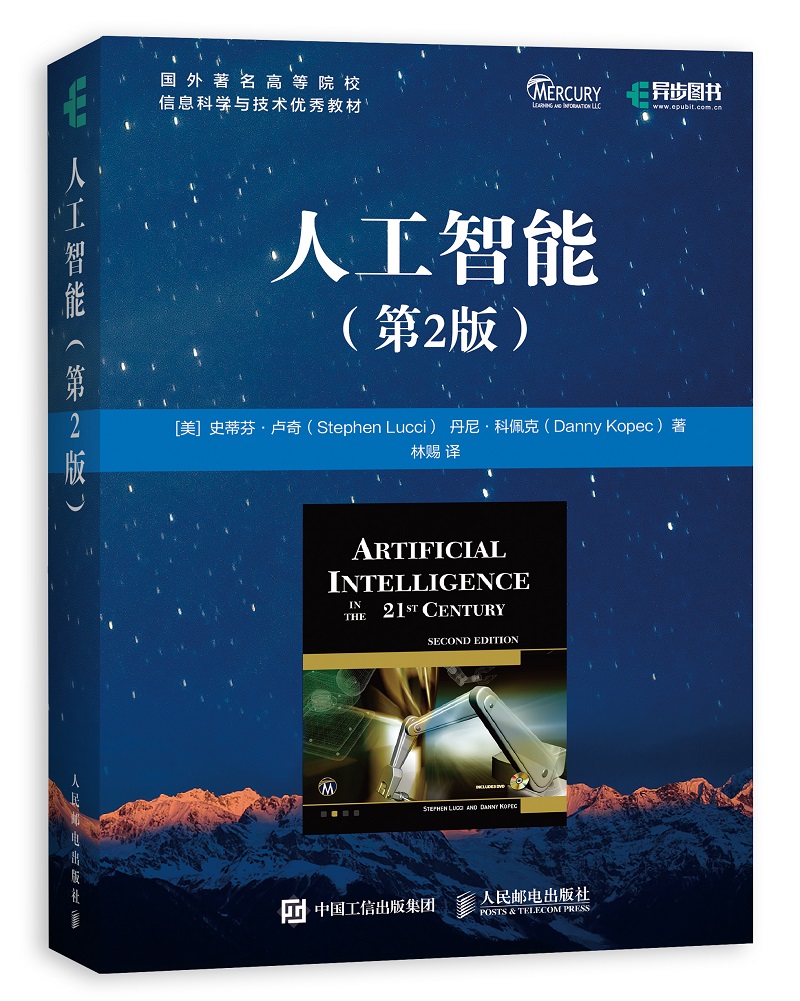 国外著名高等院校
信息科学与技术优秀教材
MERCURY
LEARNING AND INFORMATION LLC
异步图书
www.epubit.com.cn
人工智能
（第2版）
[美] 史蒂芬·卢奇（Stephen Lucci） 丹尼·科佩克（Danny Kopec）著
林赐 译
ARTIFICIAL
INTELLIGENCE
IN THE 21ST CENTURY
SECOND EDITION
INCLUDES DVD
M
STEPHEN LUCCI AND DANNY KOPEC
中国工信出版集团
人民邮电出版社
POSTS & TELECOM PRESS
人工智能（第2版）
人民邮电出版社